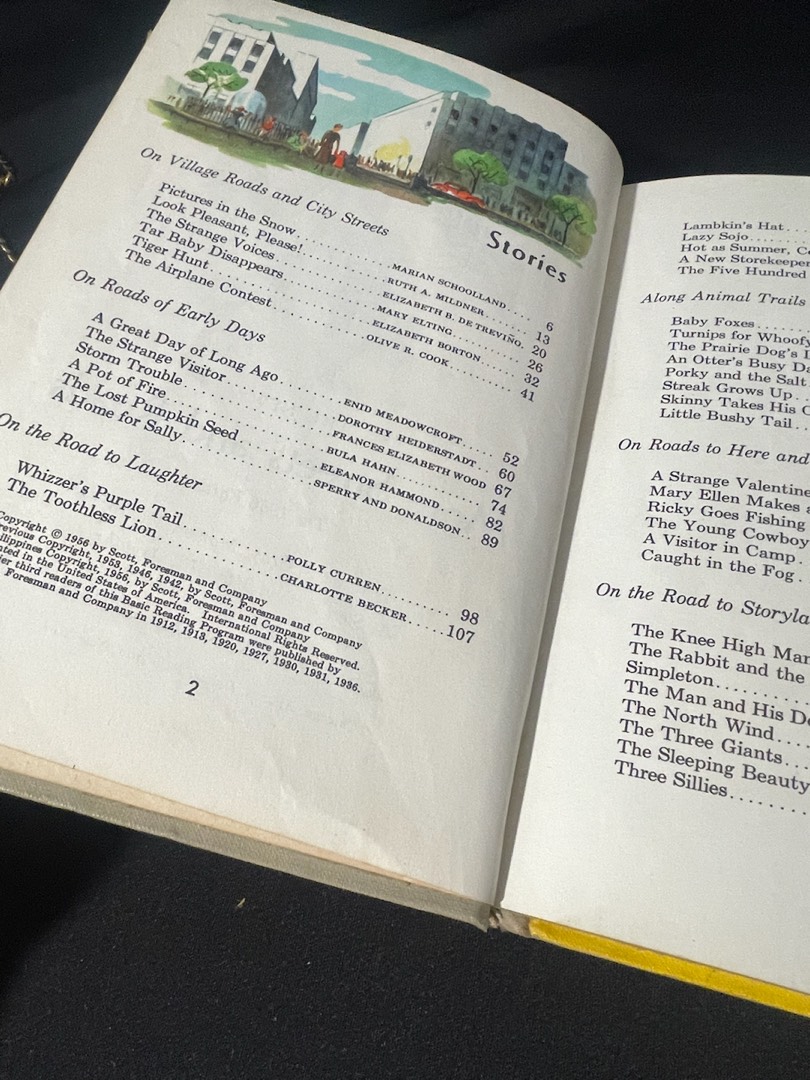 Stories
On Village Roads and City Streets
Pictures in the Snow..........MARIAN SCHOOLLAND.... 6
Look Pleasant, Please!..........RUTH A. MILDNER....... 13
The Strange Voices..........ELIZABETH B. DE TREVIÑO. 20
Tar Baby Disappears..........MARY ELTING.......... 26
Tiger Hunt..........ELIZABETH BORTON..... 32
The Airplane Contest..........OLIVE R. COOK.......... 41
On Roads of Early Days
A Great Day of Long Ago........ENID MEADOWCROFT..... 52
The Strange Visitor..........DOROTHY HEIDERSTADT.. 60
Storm Trouble..........FRANCES ELIZABETH WOOD 67
A Pot of Fire..........BULA HAHN.......... 74
The Lost Pumpkin Seed........ELEANOR HAMMOND..... 82
A Home for Sally..........SPERRY AND DONALDSON.. 89
On the Road to Laughter
Whizzer's Purple Tail..........POLLY CURREN.......... 98
The Toothless Lion..........CHARLOTTE BECKER.....107
Copyright © 1956 by Scott, Foresman and Company
Previous Copyright, 1953, 1946, 1942, by Scott, Foresman and Company
Philippines Copyright, 1956, by Scott, Foresman and Company
Printed in the United States of America. International Rights Reserved.
third readers of this Basic Reading Program were published by
Foresman and Company in 1912, 1913, 1920, 1927, 1930, 1931, 1936.
2
Lambkin's Hat...
Lazy Sojo........
Hot as Summer,
A New Storekeeper
The Five Hundred
Along Animal Trails
Baby Foxes.......
Turnips for Whoofy
The Prairie Dog's
An Otter's Busy
Porky and the Salt
Streak Grows Up..
Skinny Takes His
Little Bushy Tail...
On Roads to Here and
A Strange Valentine
Mary Ellen Makes
Ricky Goes Fishing
The Young Cowboy
A Visitor in Camp.
Caught in the Fog.
On the Road to
The Knee High Man
The Rabbit and the
Simpleton..........
The Man and His
The North Wind....
The Three Giants...
The Sleeping Beauty
Three Sillies.........